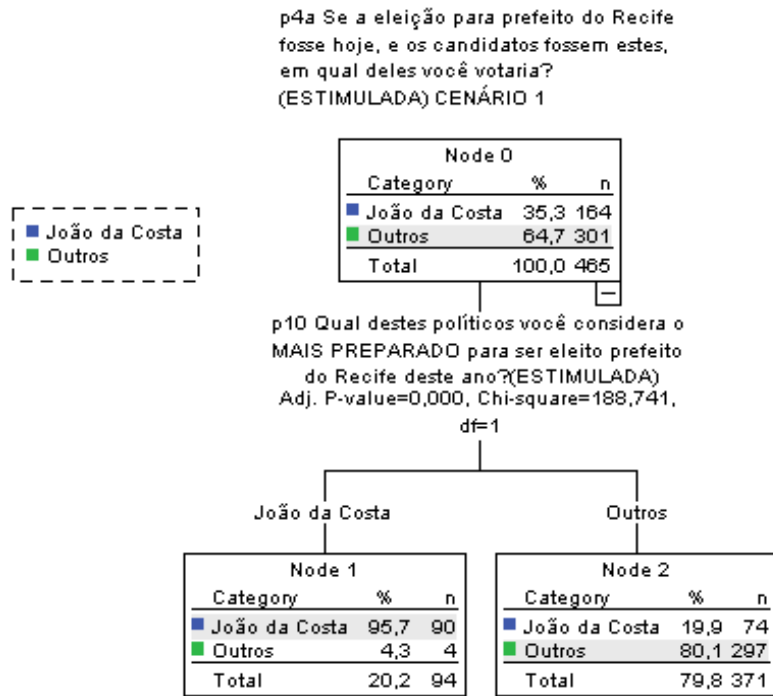 p4a Se a eleição para prefeito do Recife
fosse hoje, e os candidatos fossem estes,
em qual deles você votaria?
(ESTIMULADA) CENÁRIO 1
João da Costa
Outros
Node 0
Category % n
João da Costa 35,3 164
Outros 64,7 301
Total 100,0 465
p10 Qual destes políticos você considera o
MAIS PREPARADO para ser eleito prefeito
do Recife deste ano?(ESTIMULADA)
Adj. P-value=0,000, Chi-square=188,741,
df=1
João da Costa
Outros
Node 1
Category % n
João da Costa 95,7 90
Outros 4,3 4
Total 20,2 94
Node 2
Category % n
João da Costa 19,9 74
Outros 80,1 297
Total 79,8 371